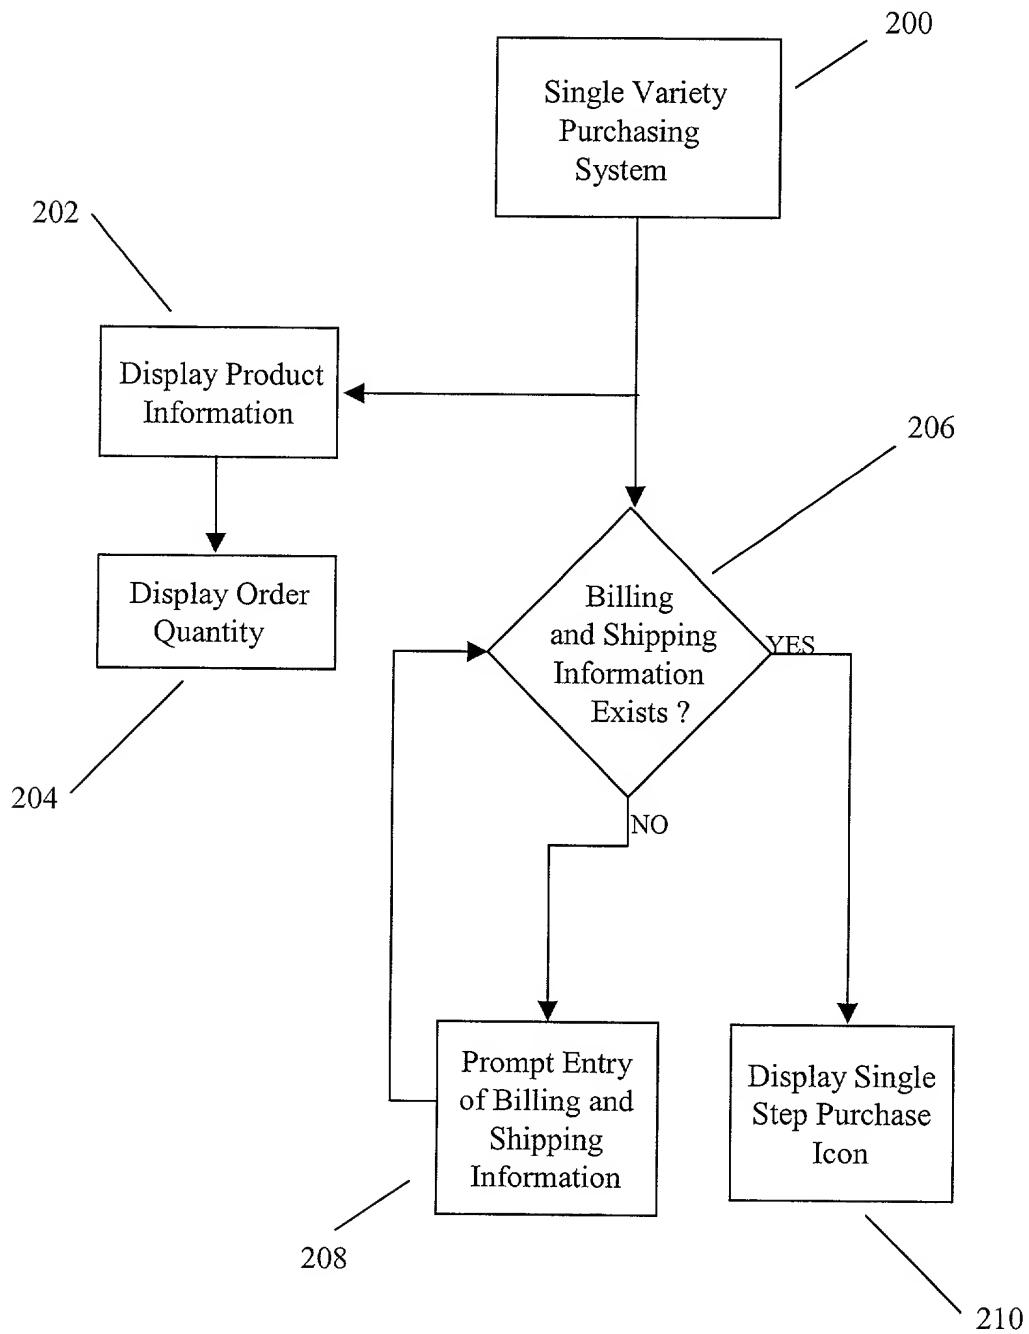 200
Single Variety
Purchasing
System
202
Display Product
Information
206
Billing
and Shipping
Information
Exists ?
YES
Display Order
Quantity
204
NO
Prompt Entry
of Billing and
Shipping
Information
Display Single
Step Purchase
Icon
208
210